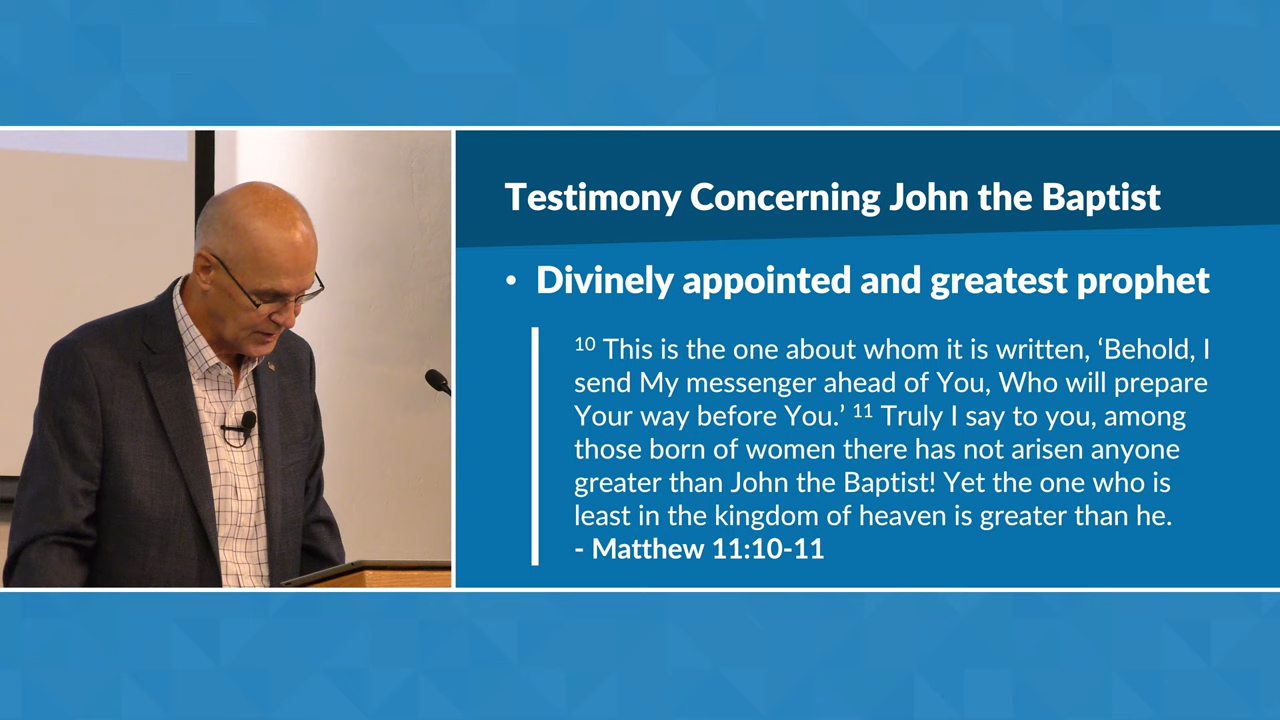 Testimony Concerning John the Baptist
• Divinely appointed and greatest prophet
¹⁰ This is the one about whom it is written, ‘Behold, I
send My messenger ahead of You, Who will prepare
Your way before You.’ ¹¹ Truly I say to you, among
those born of women there has not arisen anyone
greater than John the Baptist! Yet the one who is
least in the kingdom of heaven is greater than he.
- Matthew 11:10-11